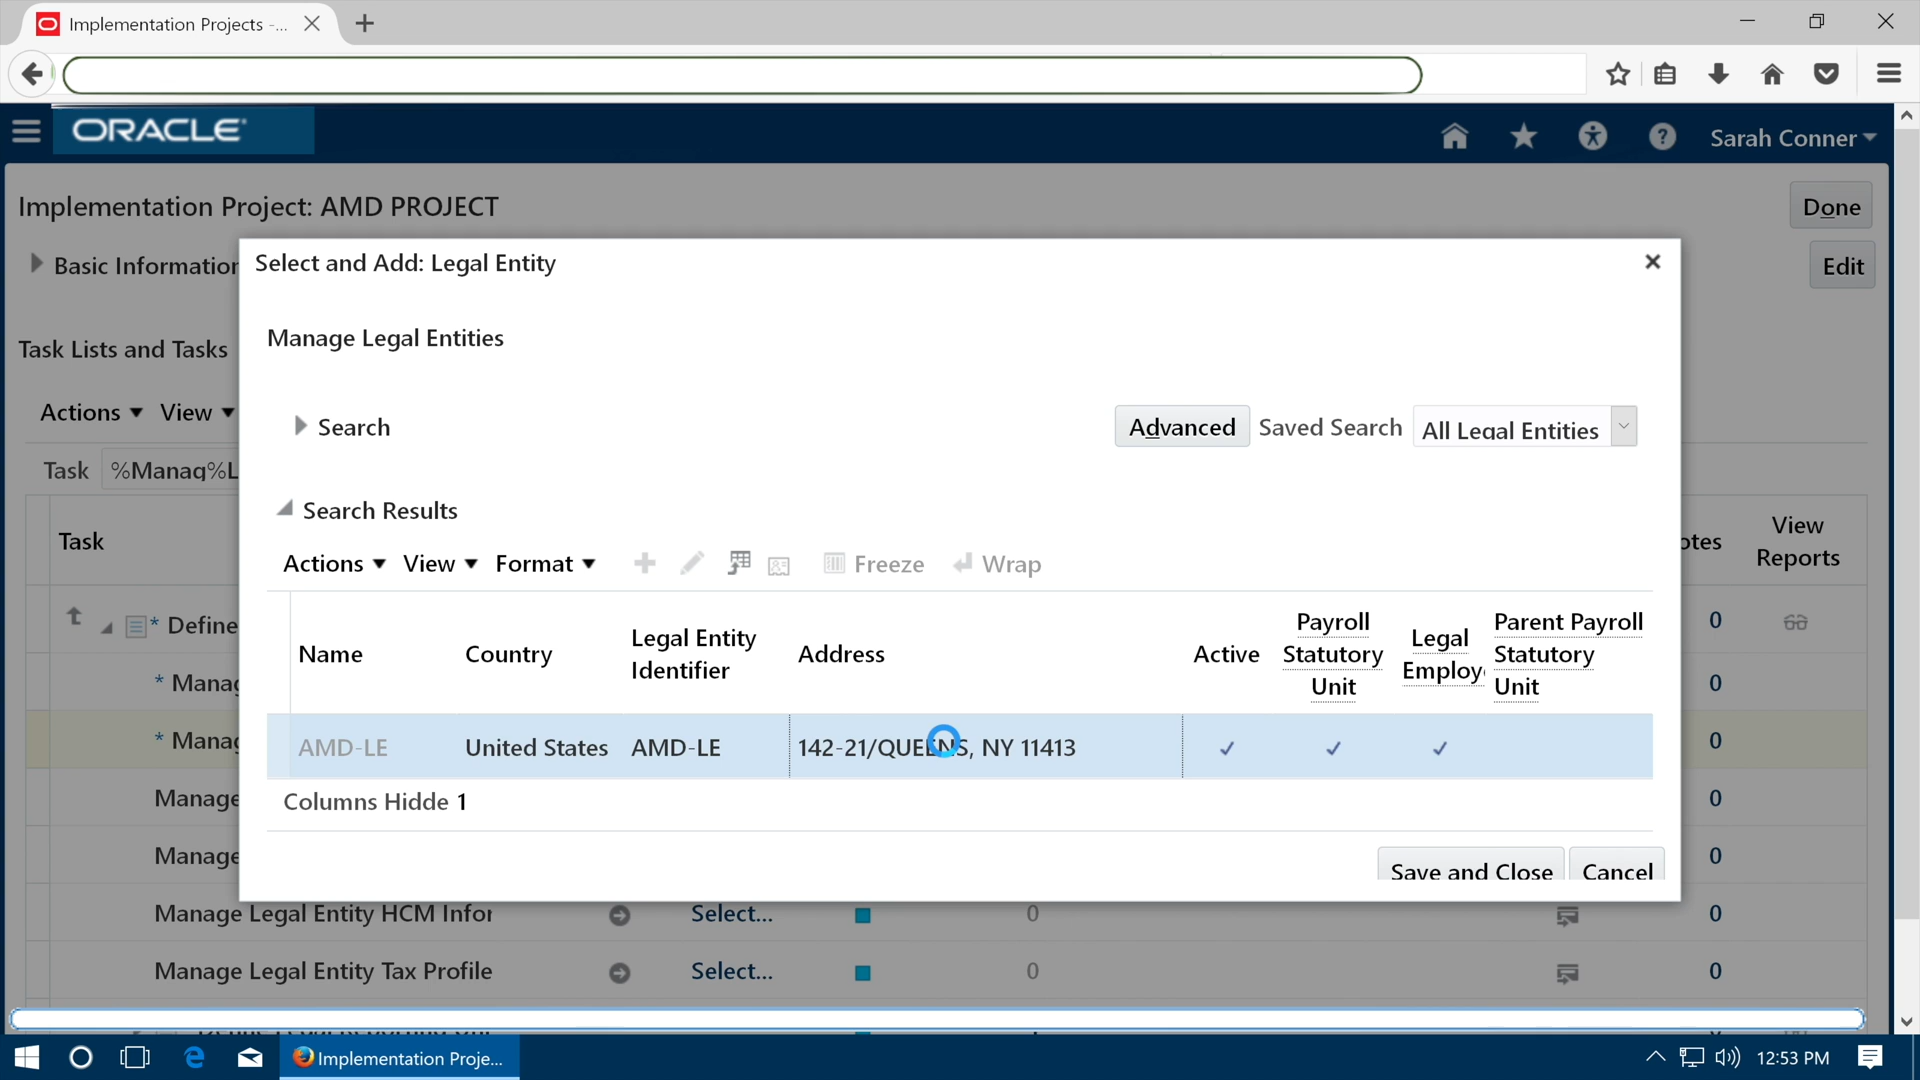 Implementation Projects -...
ORACLE
Sarah Conner
Implementation Project: AMD PROJECT
Done
Basic Information
Edit
Select and Add: Legal Entity
Manage Legal Entities
Task Lists and Tasks
Actions View
Search
Advanced Saved Search All Legal Entities
Task %Manag%L
Search Results
Actions View Format Freeze Wrap
Task
otes
View
Reports
Name
Country
Legal Entity
Identifier
Address
Active
Payroll
Statutory
Unit
Legal
Employ
Parent Payroll
Statutory
Unit
* Define
0
* Manag
0
* Manag
0
AMD-LE United States AMD-LE 142-21/QUEENS, NY 11413
Columns Hidde 1
Manage
0
Manage
0
Save and Close Cancel
Manage Legal Entity HCM Infor Select... 0 0
Manage Legal Entity Tax Profile Select... 0 0
Implementation Proje...
12:53 PM